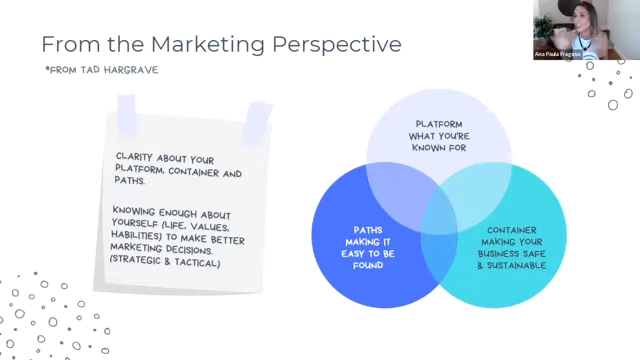 From the Marketing Perspective
*FROM TAD HARGRAVE
Ana Paula Fragoso
CLARITY ABOUT YOUR
PLATFORM, CONTAINER AND
PATHS.
KNOWING ENOUGH ABOUT
YOURSELF (LIFE, VALUES,
HABILITIES) TO MAKE BETTER
MARKETING DECISIONS.
(STRATEGIC & TACTICAL)
PLATFORM
WHAT YOU'RE
KNOWN FOR
PATHS
MAKING IT
EASY TO BE
FOUND
CONTAINER
MAKING YOUR
BUSINESS SAFE
& SUSTAINABLE